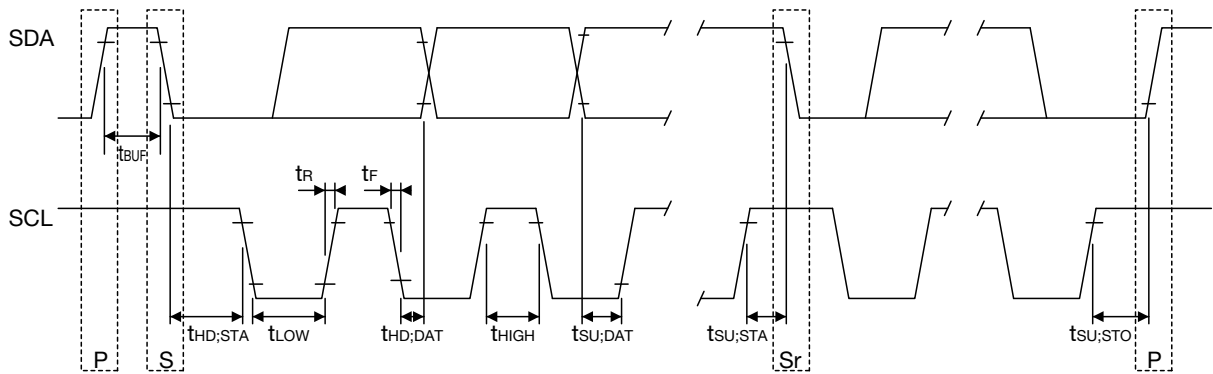 SDA
tBUF
tR tF
SCL
tHD;STA tLOW tHD;DAT tHIGH tSU;DAT tSU;STA tSU;STO
P S Sr P